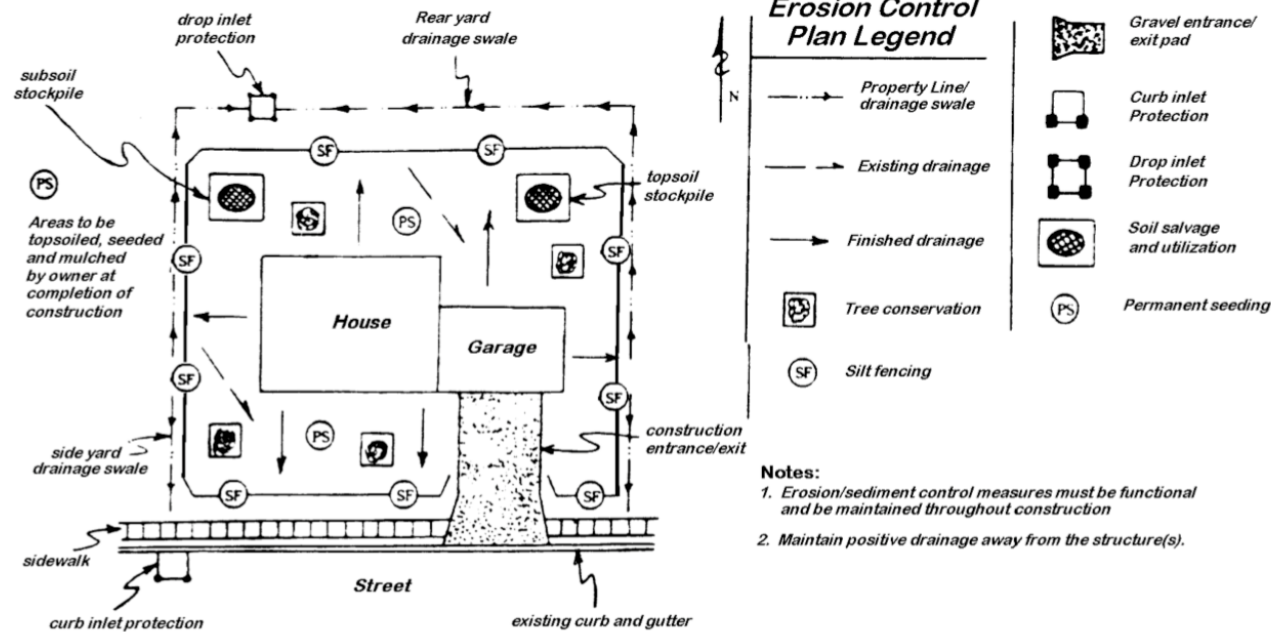 drop inlet
protection
Rear yard
drainage swale
subsoil
stockpile
PS
Areas to be
topsoiled, seeded
and mulched
by owner at
completion of
construction
SF
SF
topsoil
stockpile
PS
SF
SF
House
Garage
SF
SF
side yard
drainage swale
PS
construction
entrance/exit
SF
SF
SF
sidewalk
Street
curb inlet protection
existing curb and gutter
N
Erosion Control
Plan Legend
Property Line/
drainage swale
Existing drainage
Finished drainage
Tree conservation
SF
Silt fencing
Gravel entrance/
exit pad
Curb inlet
Protection
Drop inlet
Protection
Soil salvage
and utilization
PS
Permanent seeding
Notes:
1. Erosion/sediment control measures must be functional
and be maintained throughout construction
2. Maintain positive drainage away from the structure(s).